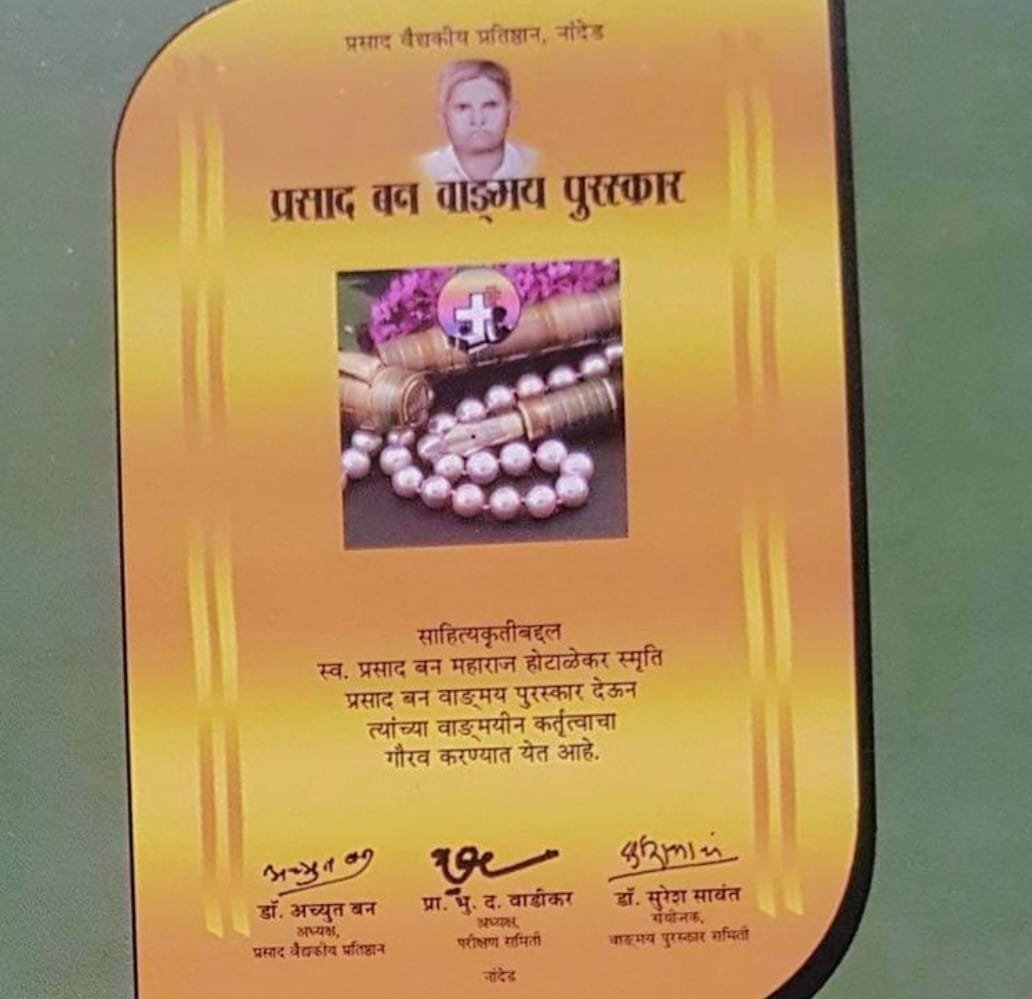 प्रसाद वैद्यकीय प्रतिष्ठान, नांदेड
प्रसाद बन वाङ्मय पुरस्कार
साहित्यकृतीबद्दल
स्व. प्रसाद बन महाराज होटाळेकर स्मृति
प्रसाद बन वाङ्मय पुरस्कार देऊन
त्यांच्या वाङ्मयीन कर्तृत्वाचा
गौरव करण्यात येत आहे.
अच्युत बन
डॉ. अच्युत बन प्रा. भु. द. वाडीकर डॉ. सुरेश सावंत
अध्यक्ष, अध्यक्ष, संयोजक,
प्रसाद वैद्यकीय प्रतिष्ठान परीक्षण समिती वाङ्मय पुरस्कार समिती
नांदेड